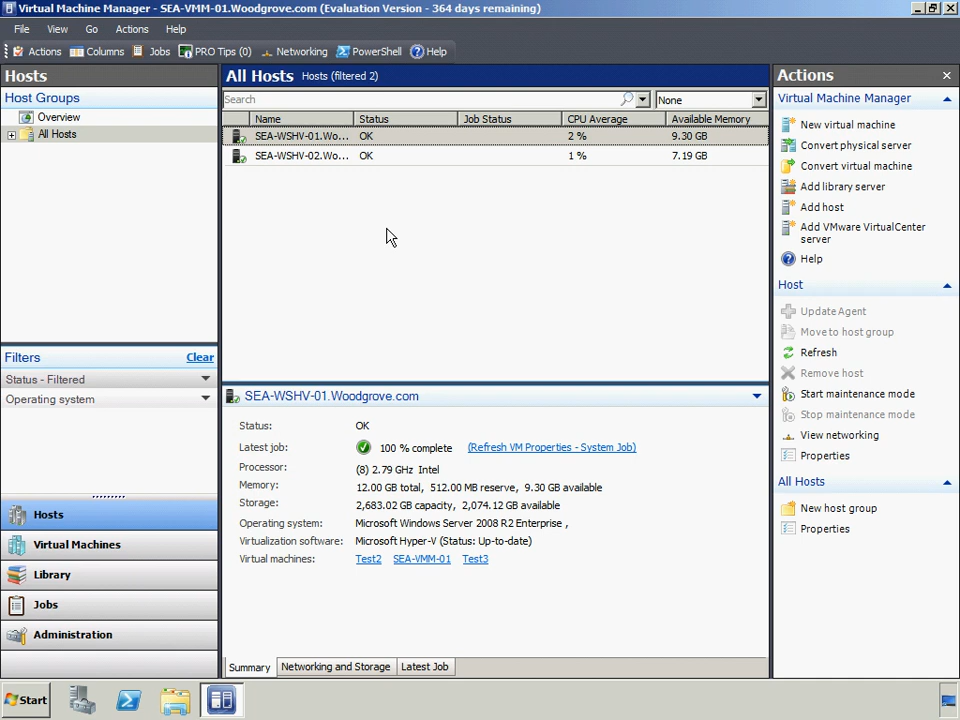 Virtual Machine Manager - SEA-VMM-01.Woodgrove.com (Evaluation Version - 364 days remaining)
File View Go Actions Help
Actions Columns Jobs PRO Tips (0) Networking PowerShell Help
Hosts
Host Groups
Overview
All Hosts
Filters Clear
Status - Filtered
Operating system
Hosts
Virtual Machines
Library
Jobs
Administration
All Hosts Hosts (filtered 2)
Search None
Name Status Job Status CPU Average Available Memory
SEA-WSHV-01.Wo... OK 2 % 9.30 GB
SEA-WSHV-02.Wo... OK 1 % 7.19 GB
SEA-WSHV-01.Woodgrove.com
Status: OK
Latest job: 100 % complete (Refresh VM Properties - System Job)
Processor: (8) 2.79 GHz Intel
Memory: 12.00 GB total, 512.00 MB reserve, 9.30 GB available
Storage: 2,683.02 GB capacity, 2,074.12 GB available
Operating system: Microsoft Windows Server 2008 R2 Enterprise ,
Virtualization software: Microsoft Hyper-V (Status: Up-to-date)
Virtual machines: Test2 SEA-VMM-01 Test3
Summary Networking and Storage Latest Job
Actions
Virtual Machine Manager
New virtual machine
Convert physical server
Convert virtual machine
Add library server
Add host
Add VMware VirtualCenter
server
Help
Host
Update Agent
Move to host group
Refresh
Remove host
Start maintenance mode
Stop maintenance mode
View networking
Properties
All Hosts
New host group
Properties
Start